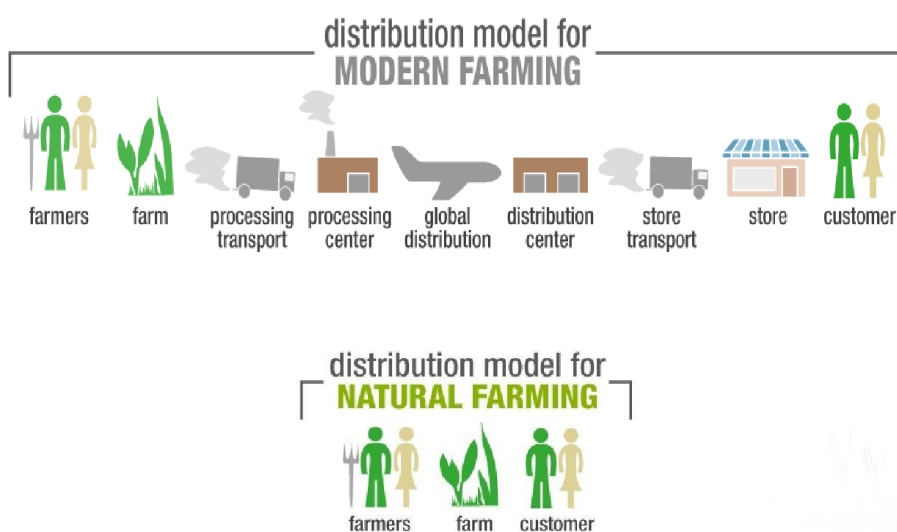 distribution model for
MODERN FARMING
farmers
farm
processing
transport
processing
center
global
distribution
distribution
center
store
transport
store
customer
distribution model for
NATURAL FARMING
farmers
farm
customer